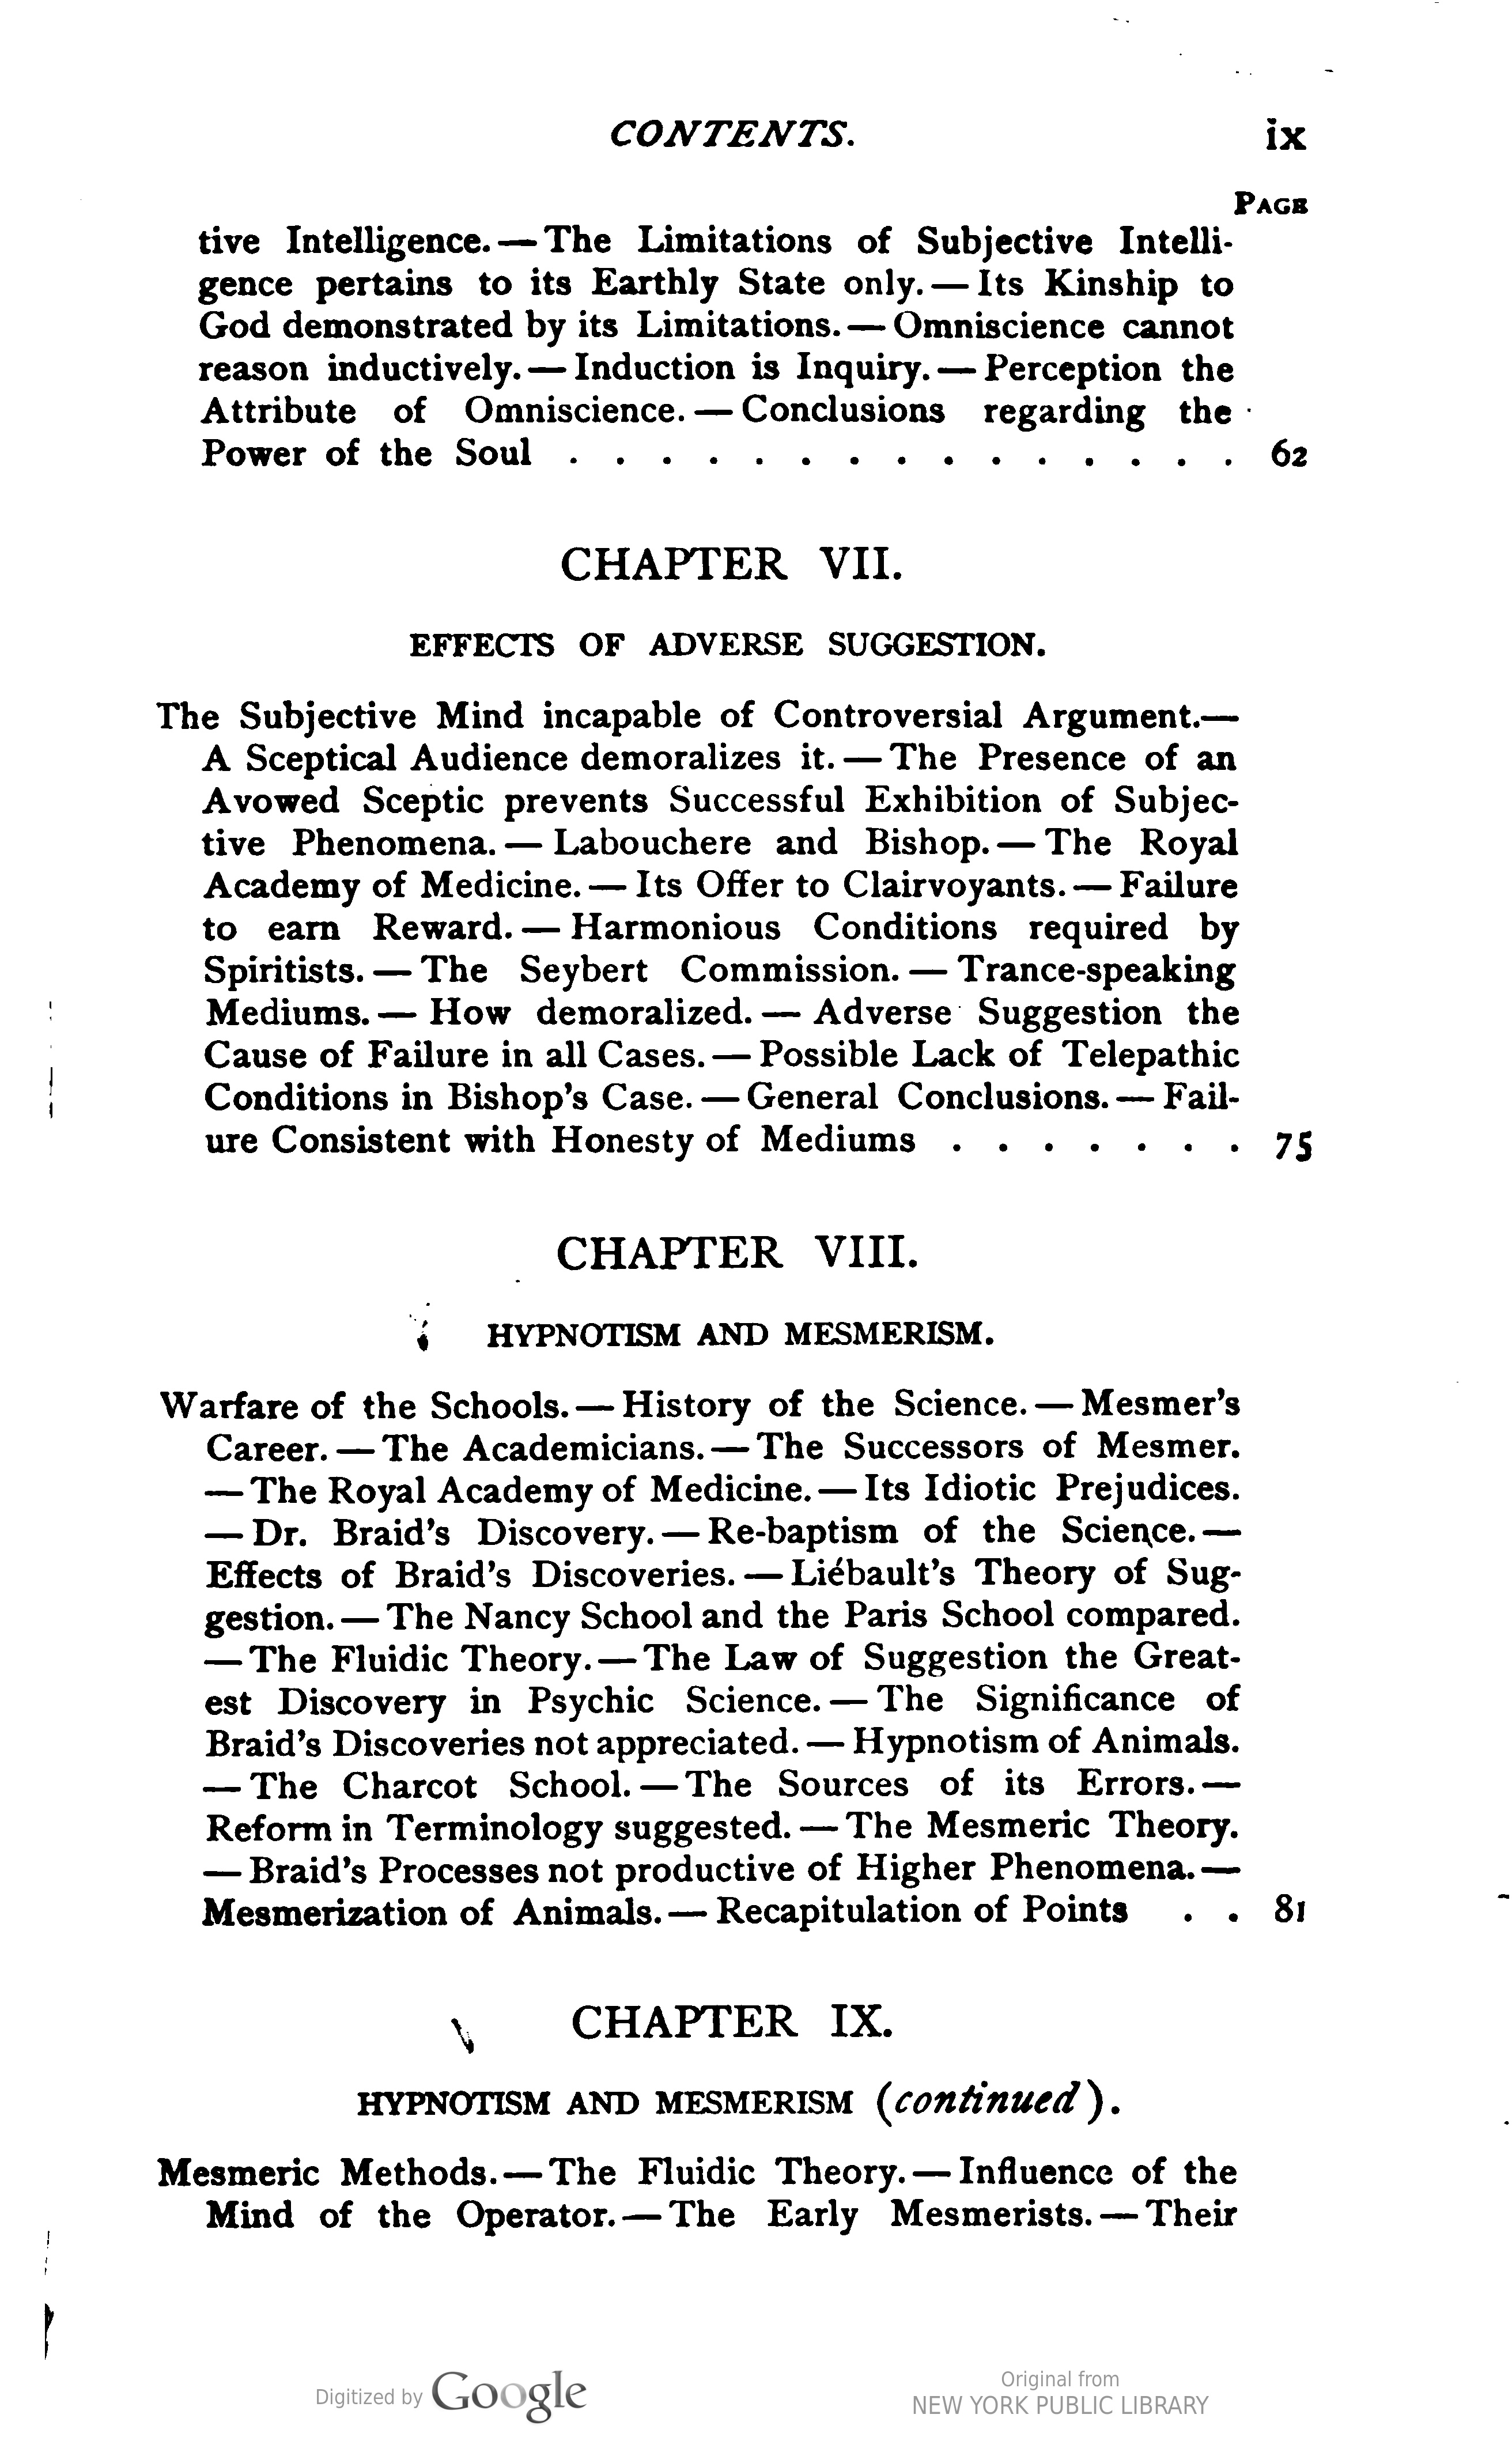 CONTENTS. ix
PAGE
tive Intelligence. — The Limitations of Subjective Intelli-
gence pertains to its Earthly State only. — Its Kinship to
God demonstrated by its Limitations. — Omniscience cannot
reason inductively. — Induction is Inquiry. — Perception the
Attribute of Omniscience. — Conclusions regarding the
Power of the Soul . . . . . . . . . . . . . . . 62
CHAPTER VII.
EFFECTS OF ADVERSE SUGGESTION.
The Subjective Mind incapable of Controversial Argument.—
A Sceptical Audience demoralizes it. — The Presence of an
Avowed Sceptic prevents Successful Exhibition of Subjec-
tive Phenomena. — Labouchere and Bishop. — The Royal
Academy of Medicine. — Its Offer to Clairvoyants. — Failure
to earn Reward. — Harmonious Conditions required by
Spiritists. — The Seybert Commission. — Trance-speaking
Mediums. — How demoralized. — Adverse Suggestion the
Cause of Failure in all Cases. — Possible Lack of Telepathic
Conditions in Bishop's Case. — General Conclusions. — Fail-
ure Consistent with Honesty of Mediums . . . . . . . 75
CHAPTER VIII.
HYPNOTISM AND MESMERISM.
Warfare of the Schools. — History of the Science. — Mesmer's
Career. — The Academicians. — The Successors of Mesmer.
— The Royal Academy of Medicine. — Its Idiotic Prejudices.
— Dr. Braid's Discovery. — Re-baptism of the Science. —
Effects of Braid's Discoveries. — Liébault's Theory of Sug-
gestion. — The Nancy School and the Paris School compared.
— The Fluidic Theory. — The Law of Suggestion the Great-
est Discovery in Psychic Science. — The Significance of
Braid's Discoveries not appreciated. — Hypnotism of Animals.
— The Charcot School. — The Sources of its Errors. —
Reform in Terminology suggested. — The Mesmeric Theory.
— Braid's Processes not productive of Higher Phenomena. —
Mesmerization of Animals. — Recapitulation of Points . . 81
CHAPTER IX.
HYPNOTISM AND MESMERISM (continued).
Mesmeric Methods. — The Fluidic Theory. — Influence of the
Mind of the Operator. — The Early Mesmerists. — Their
Digitized by Google
Original from
NEW YORK PUBLIC LIBRARY